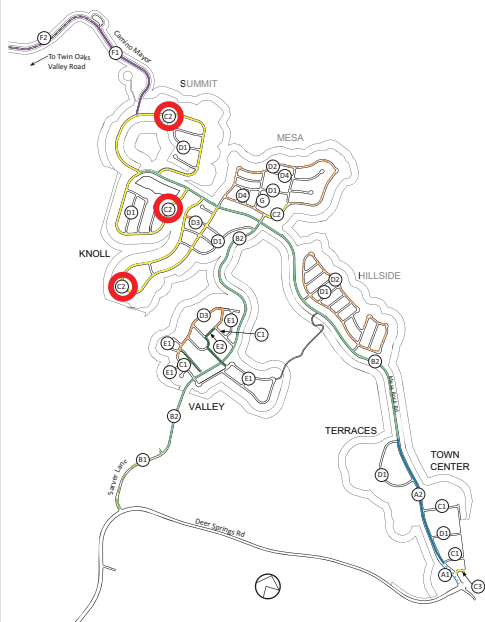 F2
F1
Camino Mayor
To Twin Oaks
Valley Road
SUMMIT
C2
D1
MESA
D2
D4
D4
D1
G
C2
C2
D1
D3
D1
B2
KNOLL
C2
HILLSIDE
D2
D1
D3
E1
C1
E1
E2
C1
E1
E1
B2
VALLEY
B2
TERRACES
TOWN
CENTER
B1
D1
Sarver Lane
A2
C1
Deer Springs Rd
D1
C1
A1
C3